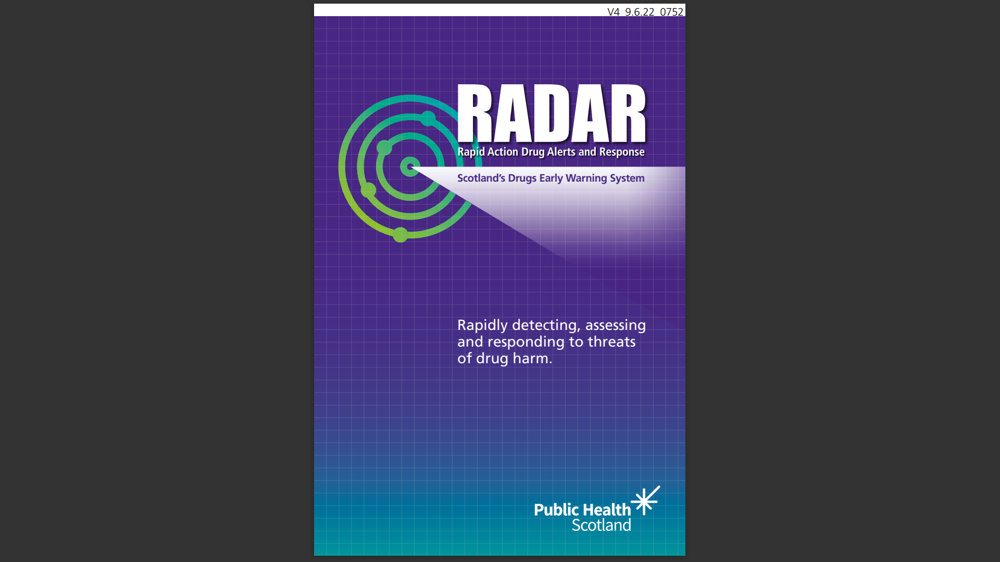 V4 9.6.22 0752
RADAR
Rapid Action Drug Alerts and Response
Scotland’s Drugs Early Warning System
Rapidly detecting, assessing
and responding to threats
of drug harm.
Public Health
Scotland